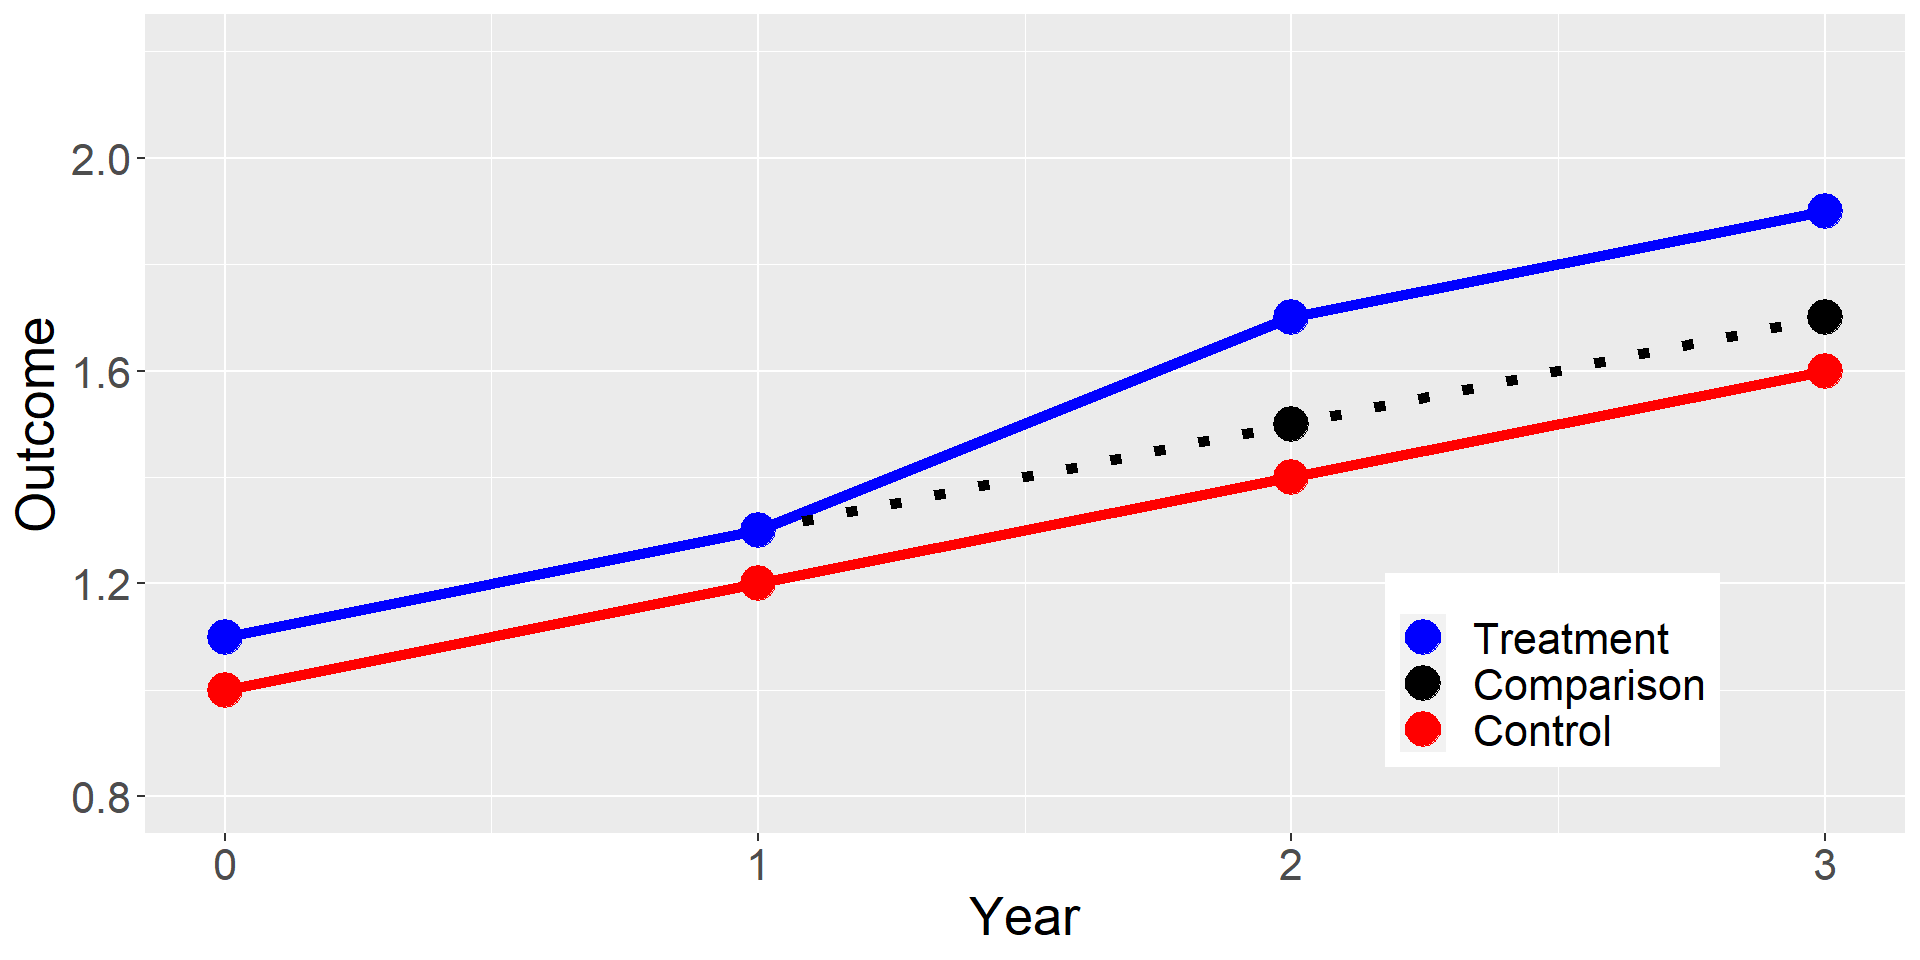 2.0
1.6
1.2
0.8
Outcome
Treatment
Comparison
Control
0 1 2 3
Year